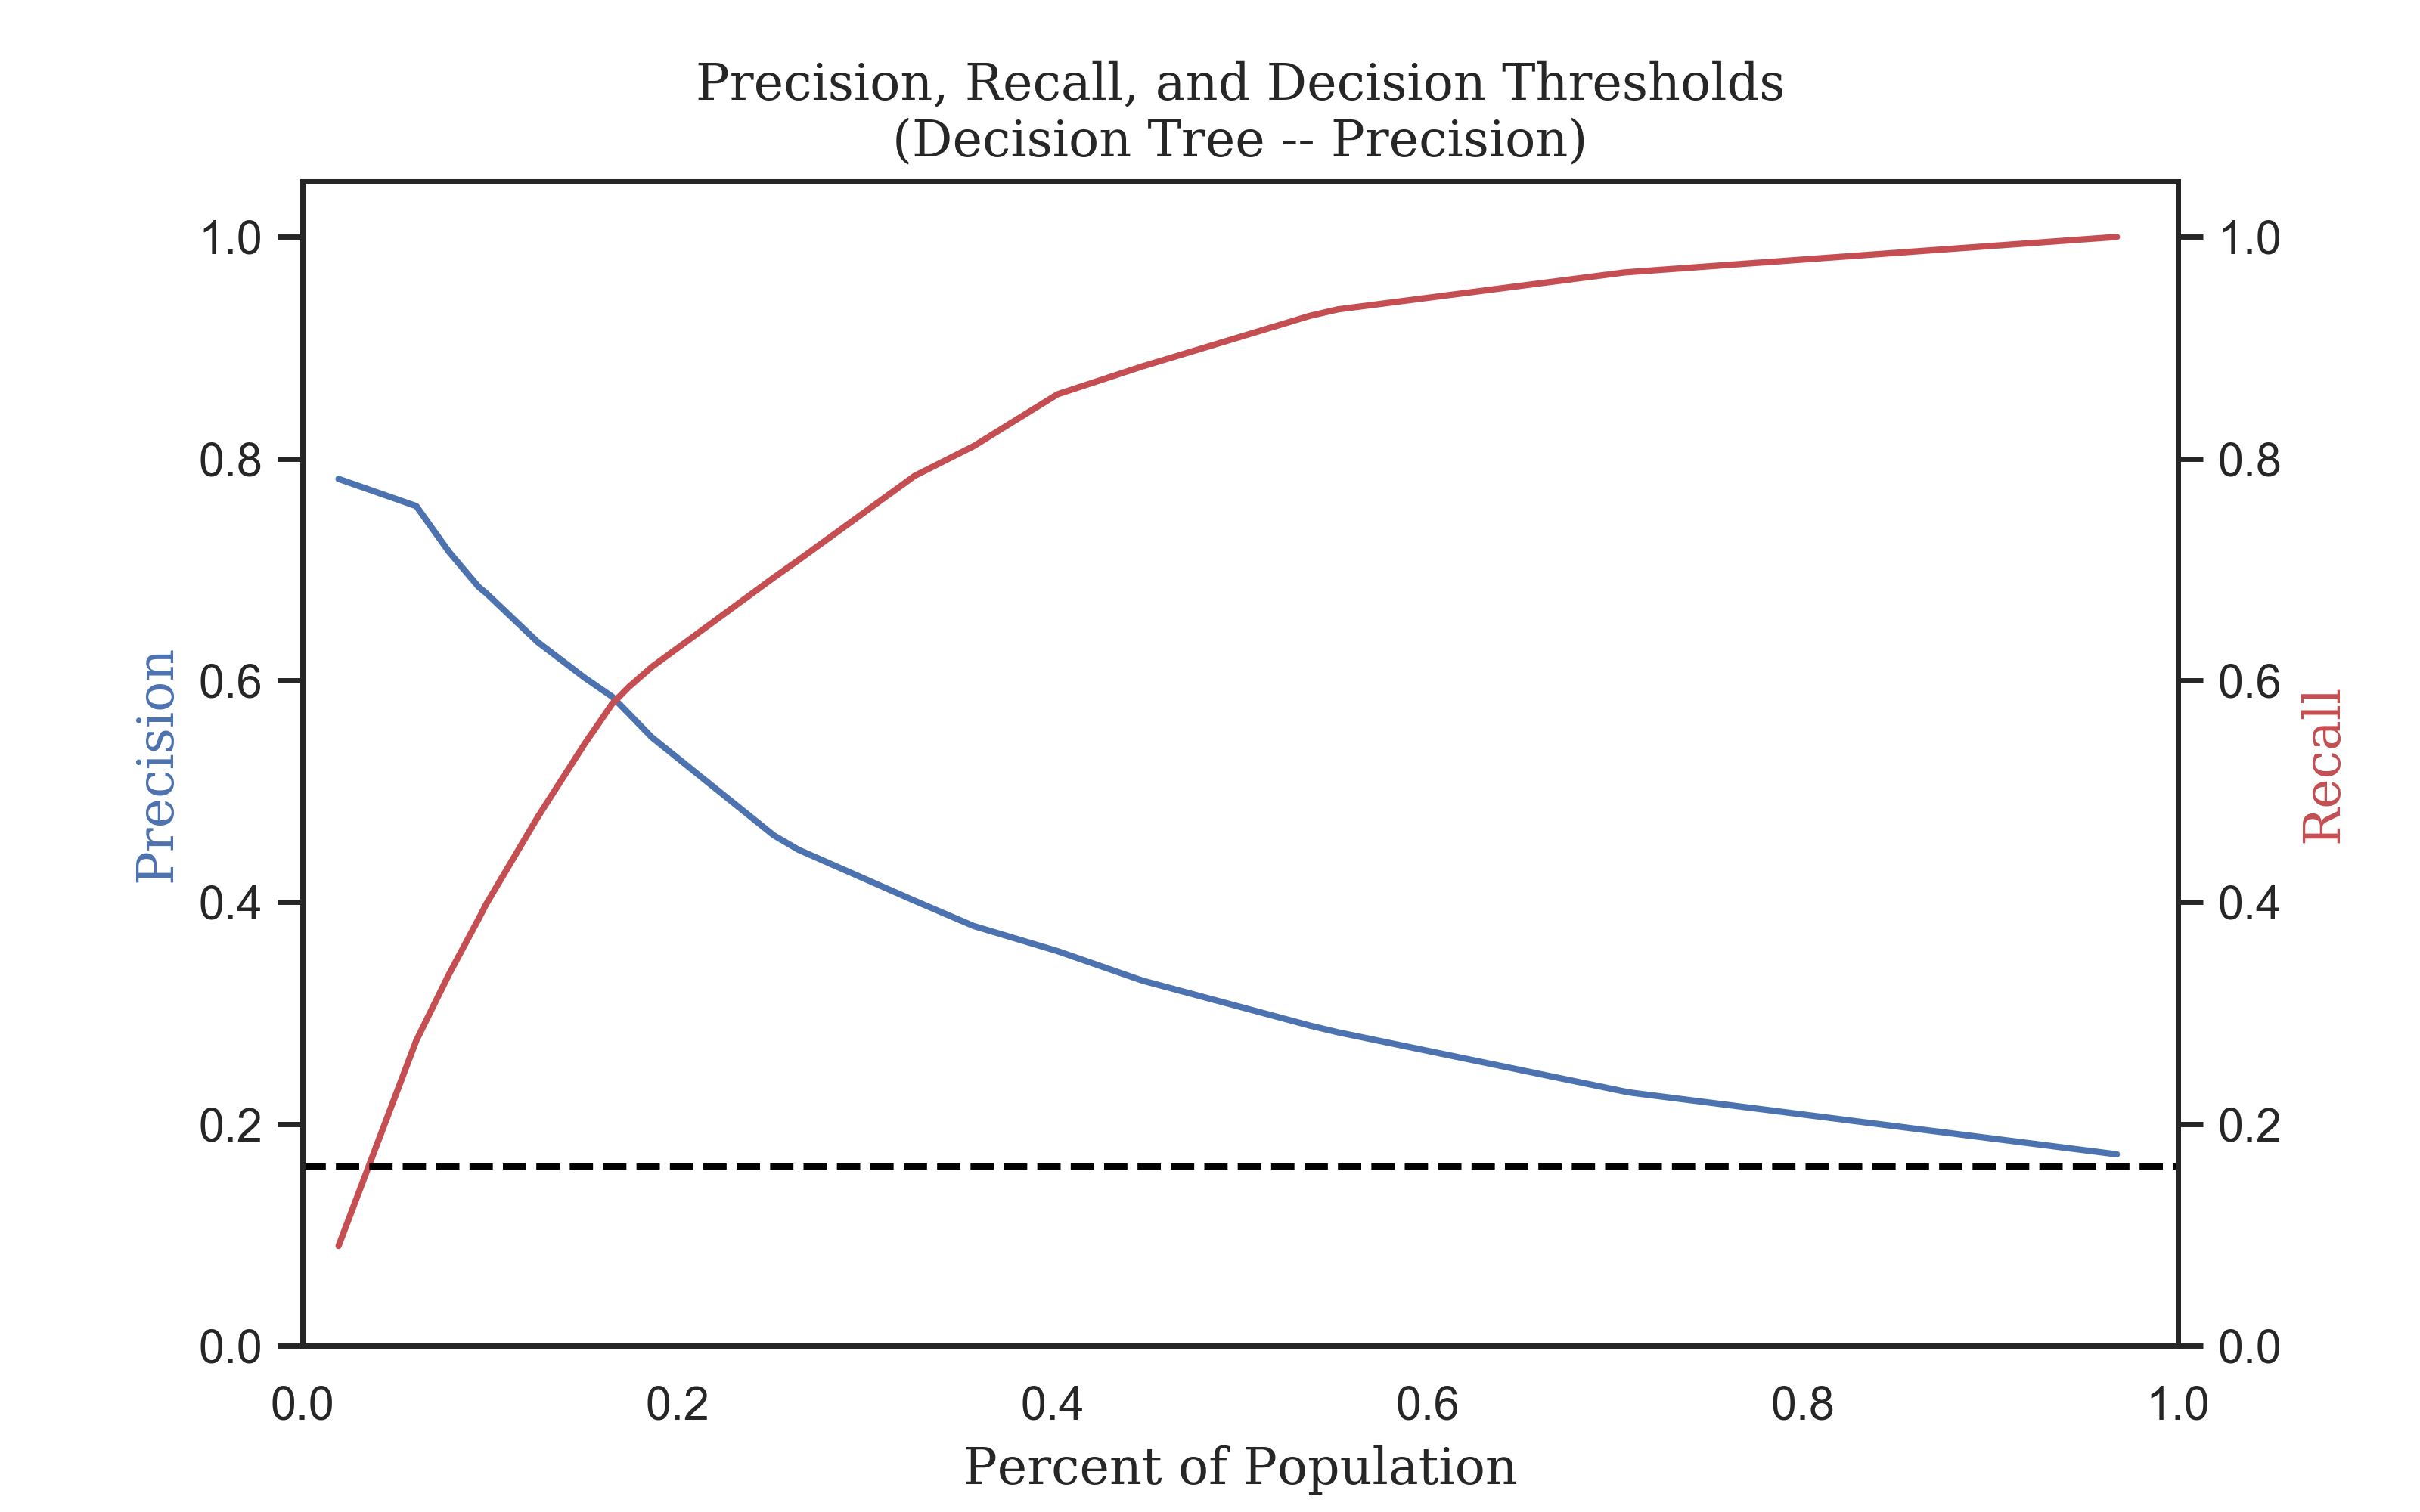 Precision, Recall, and Decision Thresholds
(Decision Tree -- Precision)
1.0
0.8
0.6
0.4
0.2
0.0
Precision
1.0
0.8
0.6
0.4
0.2
0.0
Recall
0.0 0.2 0.4 0.6 0.8 1.0
Percent of Population